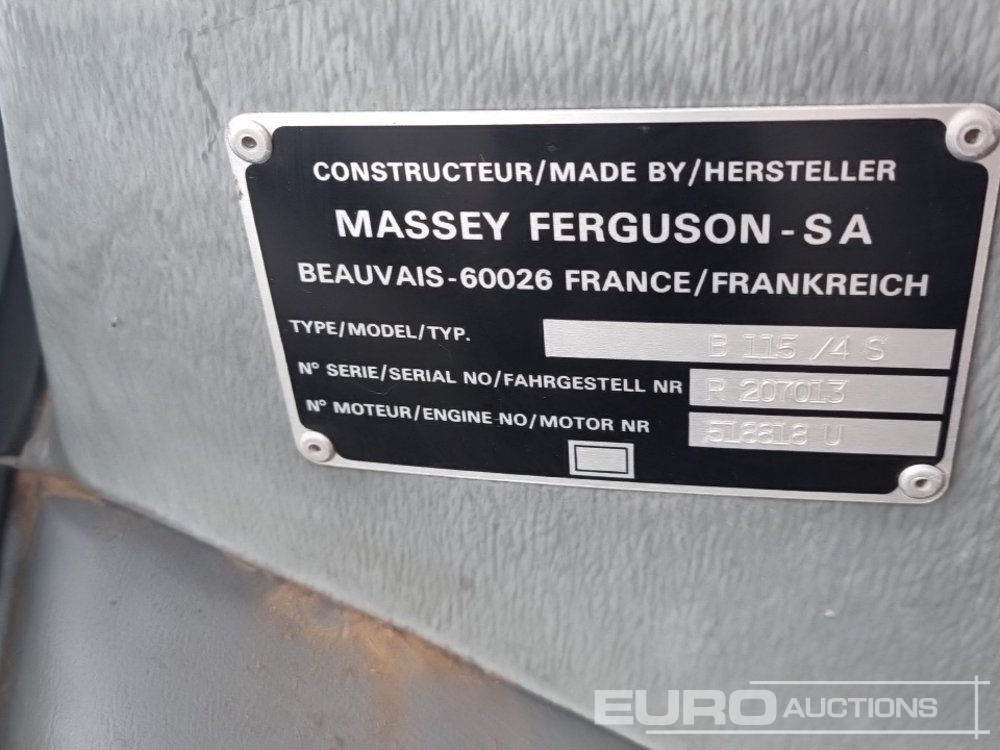 CONSTRUCTEUR/MADE BY/HERSTELLER
MASSEY FERGUSON-SA
BEAUVAIS-60026 FRANCE/FRANKREICH
TYPE/MODEL/TYP. B 115 /4 S
N° SERIE/SERIAL NO/FAHRGESTELL NR R 207013
N° MOTEUR/ENGINE NO/MOTOR NR 518818 U
EURO AUCTIONS